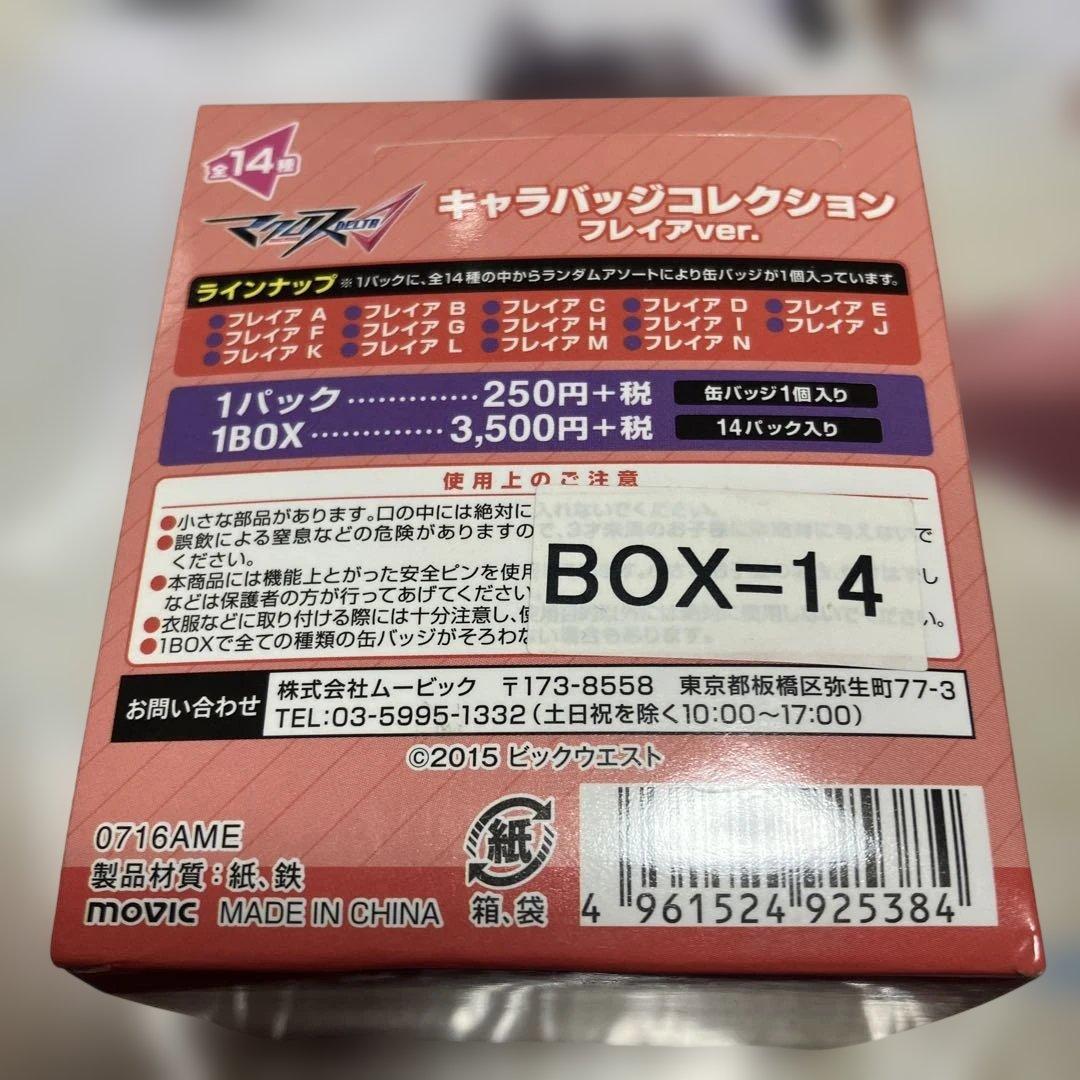 全14種
マクロスDELTA
キャラバッジコレクション
フレイアver.
ラインナップ ※1パックに、全14種の中からランダムアソートにより缶バッジが1個入っています。
●フレイア A ●フレイア B ●フレイア C ●フレイア D ●フレイア E
●フレイア F ●フレイア G ●フレイア H ●フレイア I ●フレイア J
●フレイア K ●フレイア L ●フレイア M ●フレイア N
1パック・・・・・・・・・・・・・250円+税 缶バッジ1個入り
1BOX・・・・・・・・・・・・・3,500円+税 14パック入り
使用上のご注意
●小さな部品があります。口の中には絶対に
●誤飲による窒息などの危険がありますの で
ください。
●本商品には機能上とがった安全ピンを使用 し
などは保護者の方が行ってあげてください
●衣服などに取り付ける際には十分注意し、使 い。
●1BOXで全ての種類の缶バッジがそろわな
BOX=14
お問い合わせ 株式会社ムービック 〒173-8558 東京都板橋区弥生町77-3
TEL:03-5995-1332(土日祝を除く10:00〜17:00)
©2015 ビックウエスト
0716AME
製品材質:紙、鉄
movic MADE IN CHINA
紙
箱、袋
4 961524 925384